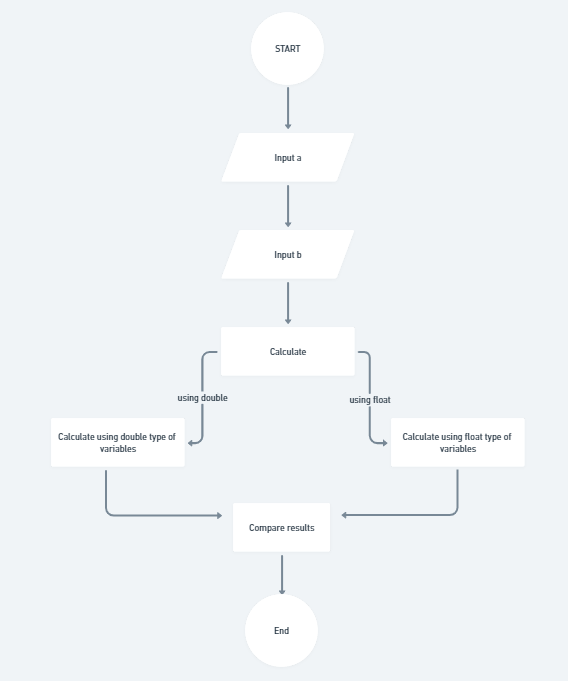 START
Input a
Input b
Calculate
using double
using float
Calculate using double type of
variables
Calculate using float type of
variables
Compare results
End